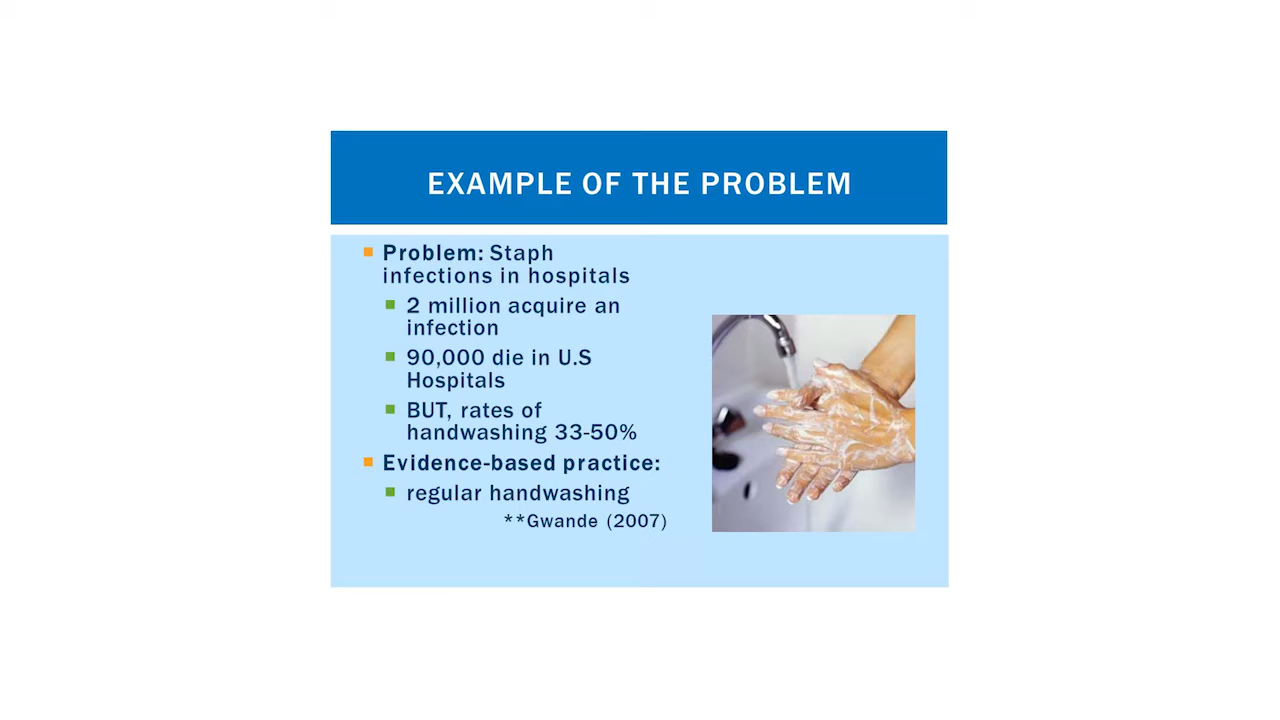 EXAMPLE OF THE PROBLEM
Problem: Staph
infections in hospitals
2 million acquire an
infection
90,000 die in U.S
Hospitals
BUT, rates of
handwashing 33-50%
Evidence-based practice:
regular handwashing
**Gwande (2007)